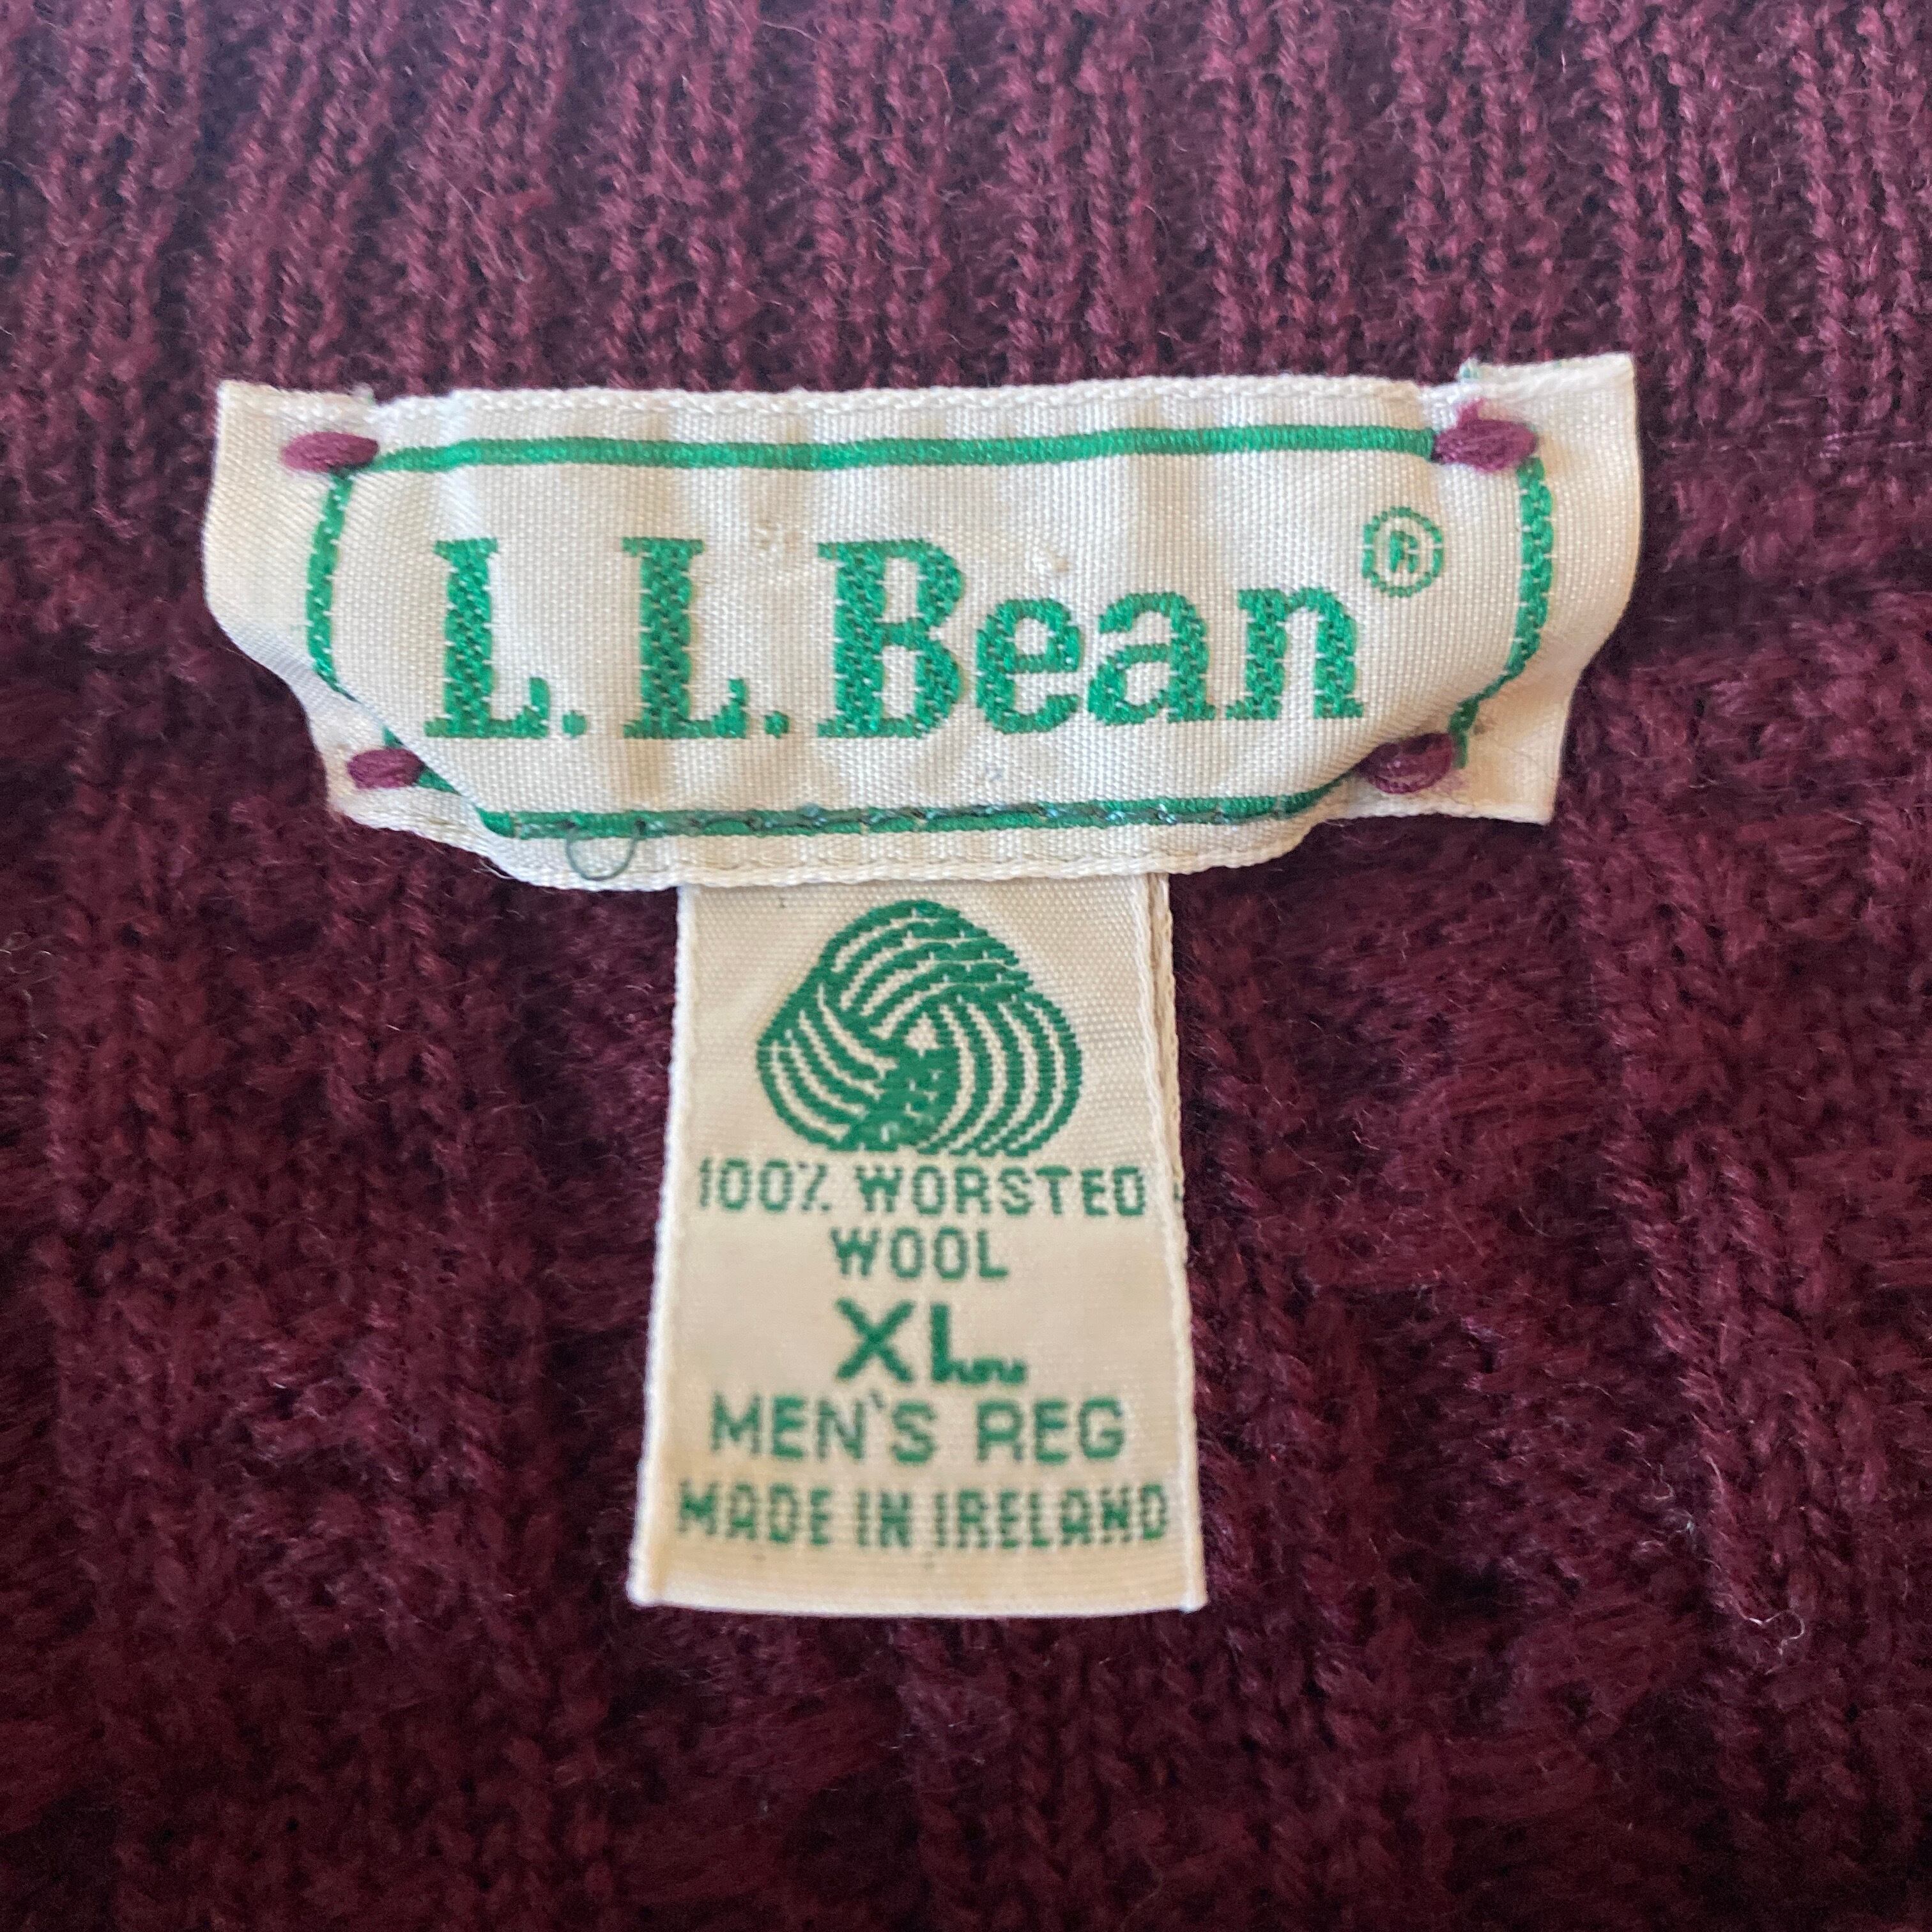 L.L.Bean®
100% WORSTED
WOOL
XL
MEN'S REG
MADE IN IRELAND